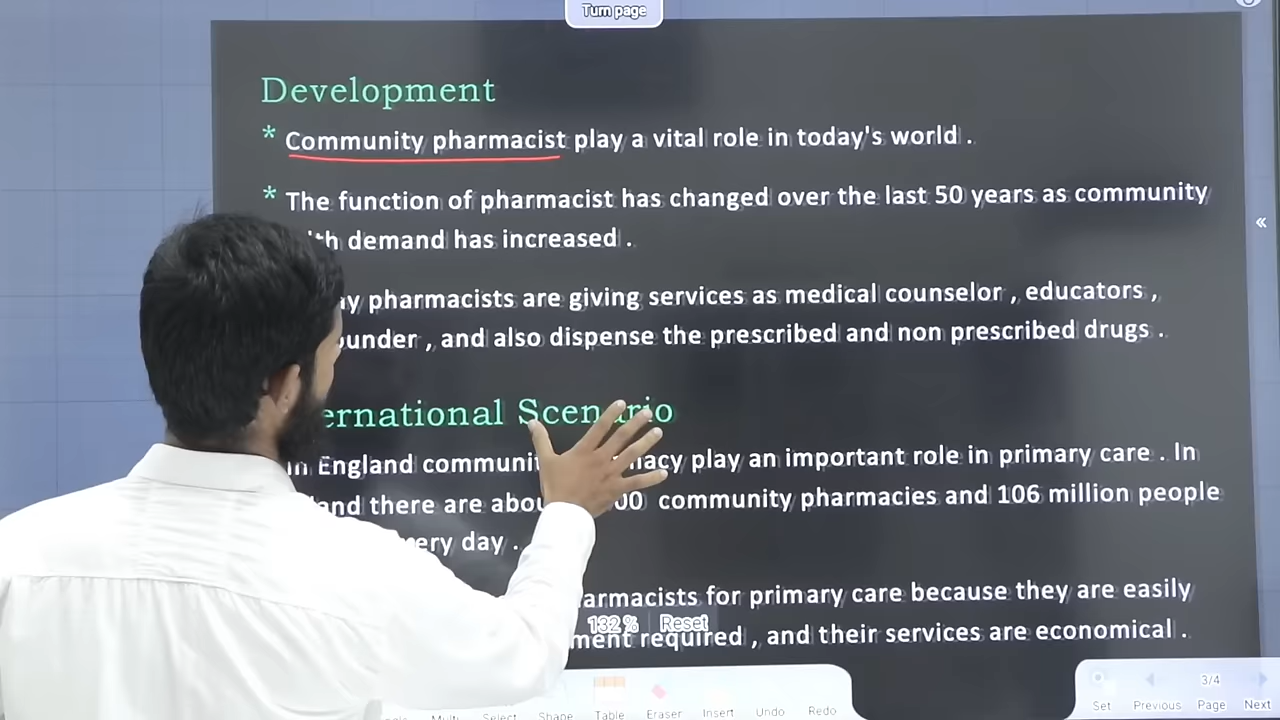 Turn page
Development
* Community pharmacist play a vital role in today's world .
* The function of pharmacist has changed over the last 50 years as community
demand has increased .
pharmacists are giving services as medical counselor , educators ,
, and also dispense the prescribed and non prescribed drugs .
Scenario
In England play an important role in primary care . In
there are community pharmacies and 106 million people
day .
for primary care because they are easily
required , and their services are economical .
132% Reset
Select Shape Table Eraser Insert Undo Redo
3/4
Set Previous Page Next